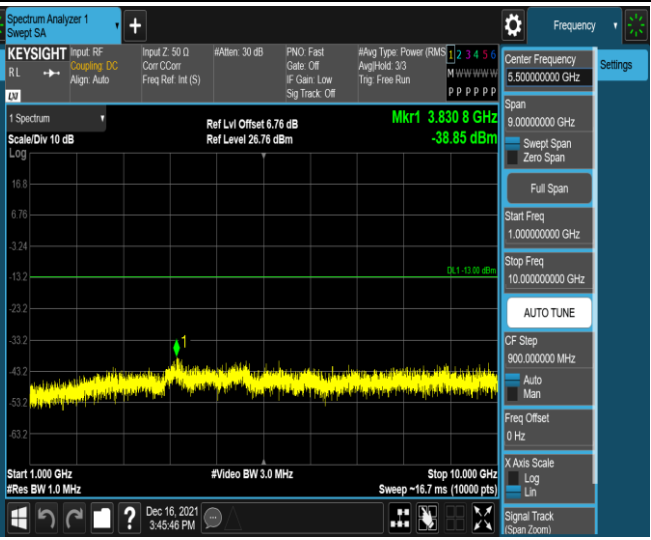 Spectrum Analyzer 1
Swept SA
Frequency
KEYSIGHT
RL
LXI
Input: RF
Coupling: DC
Align: Auto
Input Z: 50 Ω
Corr CCorr
Freq Ref: Int (S)
#Atten: 30 dB
PNO: Fast
Gate: Off
IF Gain: Low
Sig Track: Off
#Avg Type: Power (RMS
Avg|Hold: 3/3
Trig: Free Run
1 2 3 4 5 6
M W W W W W
P P P P P P
1 Spectrum
Scale/Div 10 dB
Log
Ref Lvl Offset 6.76 dB
Ref Level 26.76 dBm
Mkr1 3.830 8 GHz
-38.85 dBm
16.8
6.76
-3.24
-13.2
-23.2
-33.2
-43.2
-53.2
-63.2
DL1 -13.00 dBm
1
Start 1.000 GHz
#Res BW 1.0 MHz
#Video BW 3.0 MHz
Stop 10.000 GHz
Sweep ~16.7 ms (10000 pts)
Center Frequency
5.500000000 GHz
Span
9.00000000 GHz
Swept Span
Zero Span
Full Span
Start Freq
1.000000000 GHz
Stop Freq
10.000000000 GHz
AUTO TUNE
CF Step
900.000000 MHz
Auto
Man
Freq Offset
0 Hz
X Axis Scale
Log
Lin
Signal Track
(Span Zoom)
Settings
?
Dec 16, 2021
3:45:46 PM